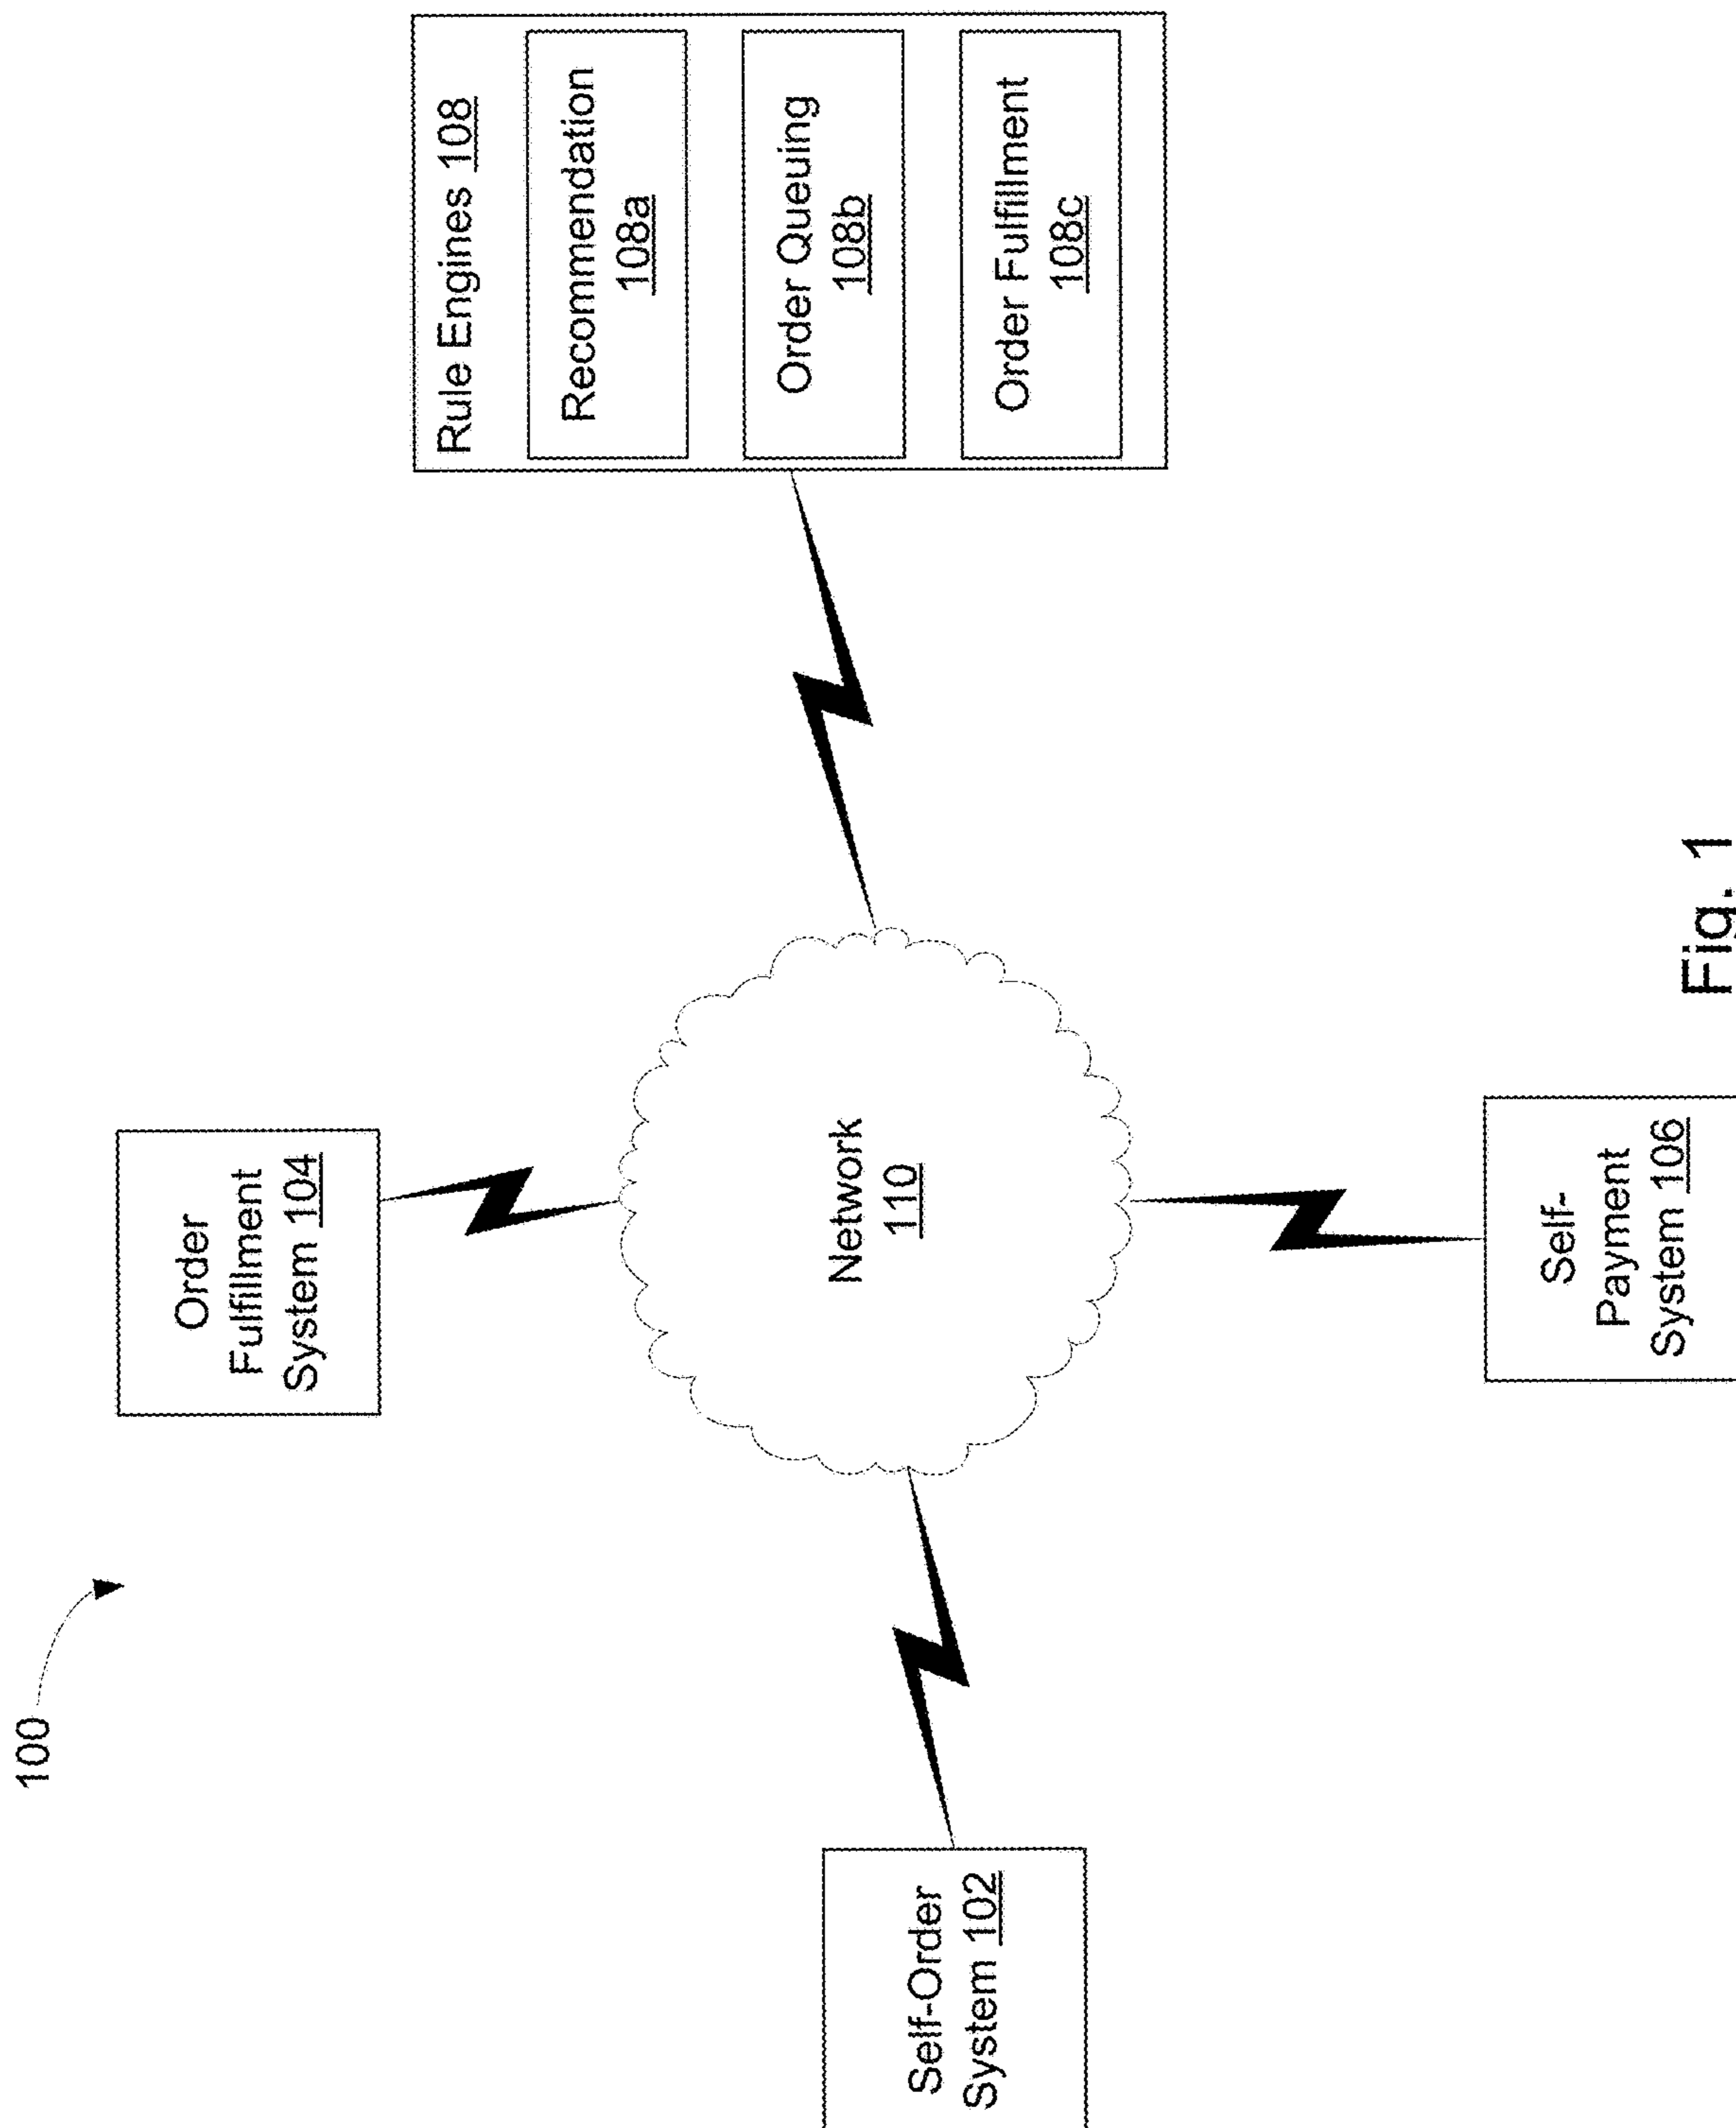 100
Order
Fulfillment
System 104
Rule Engines 108
Recommendation
108a
Order Queuing
108b
Order Fulfillment
108c
Network
110
Self-Order
System 102
Self-
Payment
System 106
Fig. 1